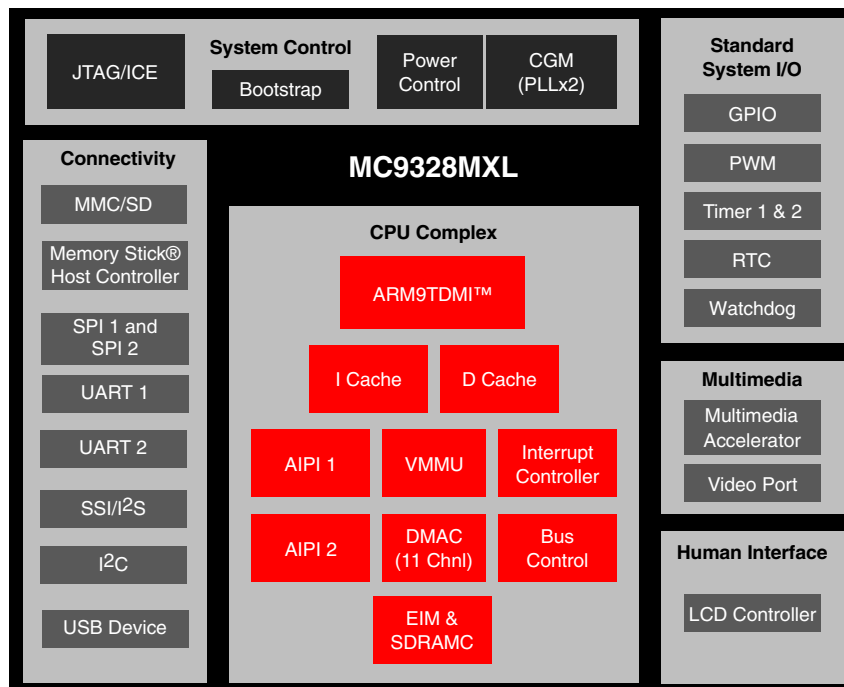 JTAG/ICE
System Control
Bootstrap
Power
Control
CGM
(PLLx2)
Standard
System I/O
GPIO
PWM
Timer 1 & 2
RTC
Watchdog
Connectivity
MMC/SD
Memory Stick®
Host Controller
SPI 1 and
SPI 2
UART 1
UART 2
SSI/I2S
I2C
USB Device
MC9328MXL
CPU Complex
ARM9TDMI™
I Cache
D Cache
AIPI 1
VMMU
Interrupt
Controller
AIPI 2
DMAC
(11 Chnl)
Bus
Control
EIM &
SDRAMC
Multimedia
Multimedia
Accelerator
Video Port
Human Interface
LCD Controller